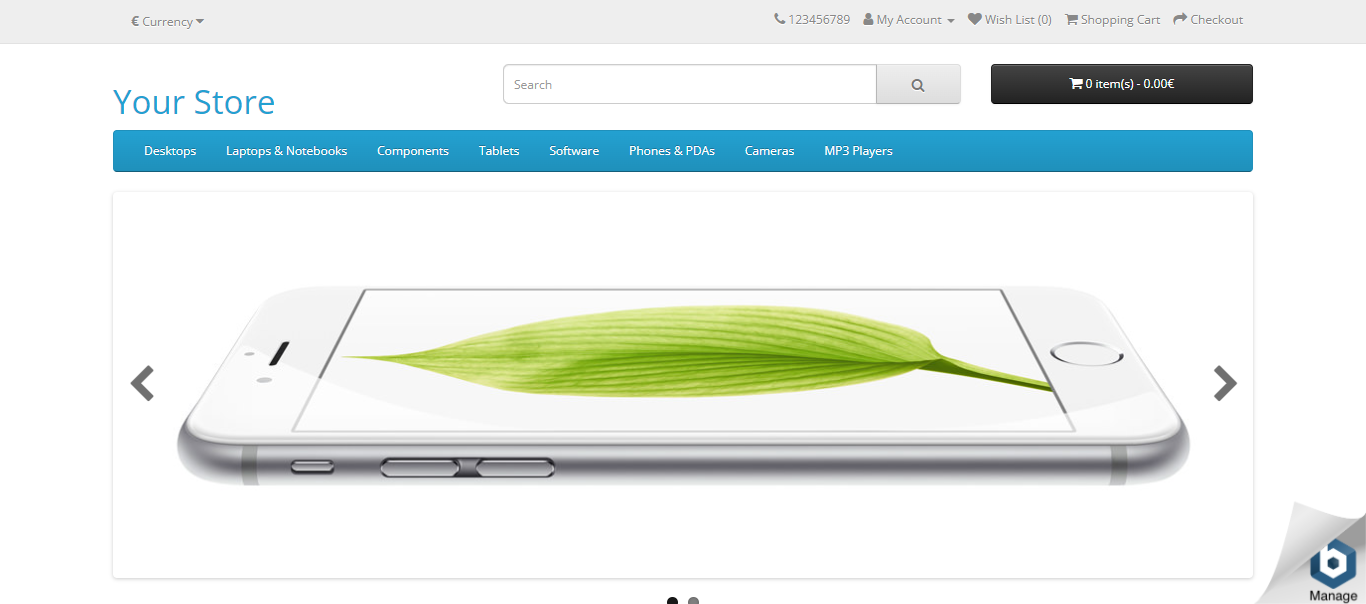 € Currency
123456789 My Account Wish List (0) Shopping Cart Checkout
Your Store
Search
0 item(s) - 0.00€
Desktops Laptops & Notebooks Components Tablets Software Phones & PDAs Cameras MP3 Players
b
Manage